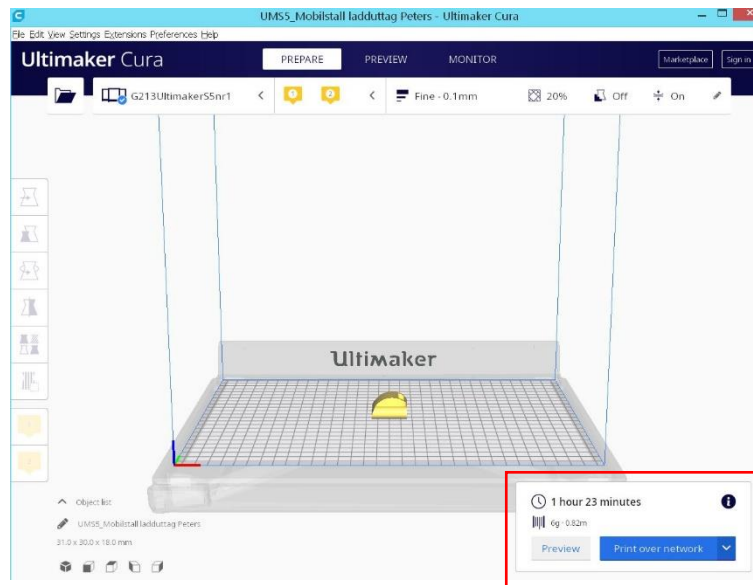 UMS5_Mobilstall ladduttag Peters - Ultimaker Cura
File Edit View Settings Extensions Preferences Help
Ultimaker Cura PREPARE PREVIEW MONITOR Marketplace Sign in
G213UltimakerS5nr1 1 2 Fine - 0.1mm 20% Off On
Ultimaker
Object list
UMS5_Mobilstall ladduttag Peters
31.0 x 30.0 x 18.0 mm
1 hour 23 minutes
6g · 0.82m
Preview Print over network